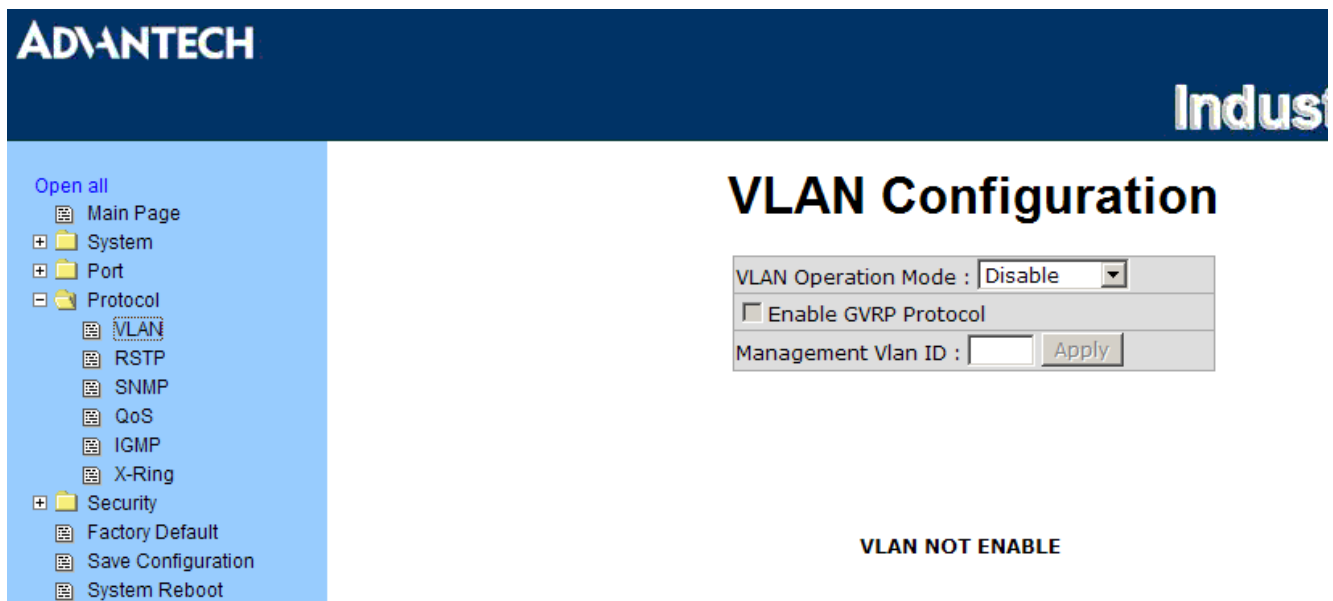 ADVANTECH
Indust
Open all
Main Page
System
Port
Protocol
VLAN
RSTP
SNMP
QoS
IGMP
X-Ring
Security
Factory Default
Save Configuration
System Reboot
VLAN Configuration
VLAN Operation Mode : Disable
Enable GVRP Protocol
Management Vlan ID : Apply
VLAN NOT ENABLE